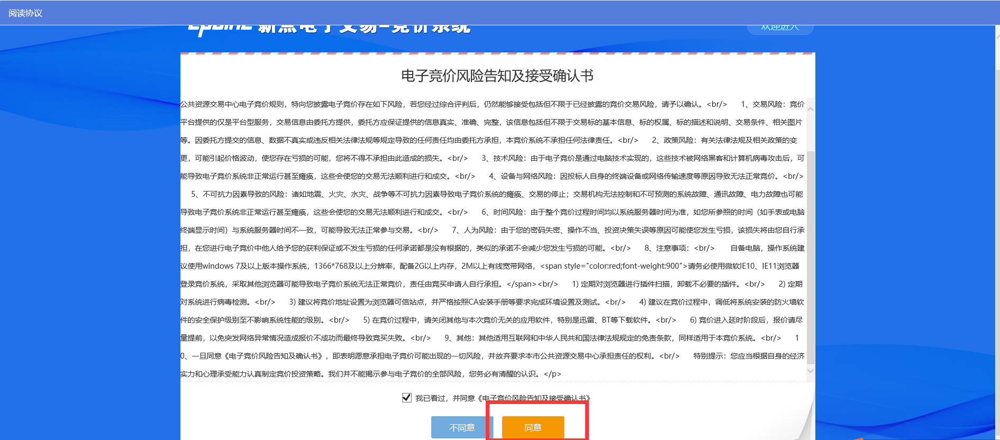 阅读协议
Epoint 新点电子交易-竞价系统
欢迎进入
电子竞价风险告知及接受确认书
公共资源交易中心电子竞价规则，特向您披露电子竞价存在如下风险，若您经过综合评判后，仍然能够接受包括但不限于已经披露的竞价交易风险，请予以确认。<br/>　　1、交易风险：竞价
平台提供的仅是平台型服务，交易信息由委托方提供，委托方应保证提供的信息真实、准确、完整，该信息包括但不限于交易标的基本信息、标的权属、标的描述和说明、交易条件、相关图片
等。因委托方提交的信息、数据不真实或违反相关法律法规等规定导致的任何责任均由委托方承担，本竞价系统不承担任何法律责任。<br/>　　2、政策风险：有关法律法规及相关政策的变
更，可能引起价格波动，使您存在亏损的可能，您将不得不承担由此造成的损失。<br/>　　3、技术风险：由于电子竞价是通过电脑技术实现的，这些技术被网络黑客和计算机病毒攻击后，可
能导致电子竞价系统非正常运行甚至瘫痪，这些会使您的交易无法顺利进行和成交。<br/>　　4、设备与网络风险：因投标人自身的终端设备或网络传输速度等原因导致无法正常竞价。<br/>
　　5、不可抗力因素导致的风险：诸如地震、火灾、水灾、战争等不可抗力因素导致电子竞价系统的瘫痪、交易的停止；交易机构无法控制和不可预测的系统故障、通讯故障、电力故障也可能
导致电子竞价系统非正常运行甚至瘫痪，这些会使您的交易无法顺利进行和成交。<br/>　　6、时间风险：由于整个竞价过程时间均以系统服务器时间为准，如您所参照的时间（如手表或电脑
终端显示时间）与系统服务器时间不一致，可能导致无法正常参与交易。<br/>　　7、人为风险：由于您的密码失密、操作不当、投资决策失误等原因可能使您发生亏损，该损失将由您自行承
担，在您进行电子竞价中他人给予您的获利保证或不发生亏损的任何承诺都是没有根据的，类似的承诺不会减少您发生亏损的可能。<br/>　　8、注意事项：<br/>　　自备电脑，操作系统建
议使用windows 7及以上版本操作系统，1366*768及以上分辨率，配备2G以上内存，2M以上有线宽带网络，<span style="color:red;font-weight:900">请务必使用微软IE10、IE11浏览器
登录竞价系统，采取其他浏览器可能导致电子竞价系统无法正常竞价，责任由竞买申请人自行承担。</span><br/>　　1) 定期对浏览器进行插件扫描，卸载不必要的插件。<br/>　　2) 定期
对系统进行病毒检测。<br/>　　3) 建议将竞价地址设置为浏览器可信站点，并严格按照CA安装手册等要求完成环境设置及测试。<br/>　　4) 建议在竞价过程中，调低将系统安装的防火墙软
件的安全保护级别至不影响系统性能的级别。<br/>　　5) 在竞价过程中，请关闭其他与本次竞价无关的应用软件，特别是迅雷、BT等下载软件。<br/>　　6) 竞价进入延时阶段后，报价请尽
量提前，以免突发网络异常情况造成报价不成功而最终导致竞买失败。<br/>　　9、其他：其他适用互联网和中华人民共和国法律法规规定的免责条款，同样适用于本竞价系统。<br/>　　1
0、一旦同意《电子竞价风险告知及确认书》，即表明愿意承担电子竞价可能出现的一切风险，并放弃要求本市公共资源交易中心承担责任的权利。<br/>　　特别提示：您应当根据自身的经济
实力和心理承受能力认真制定竞价投资策略。我们并不能揭示参与电子竞价的全部风险，您务必有清醒的认识。</p>
我已看过，并同意《电子竞价风险告知及接受确认书》
不同意
同意